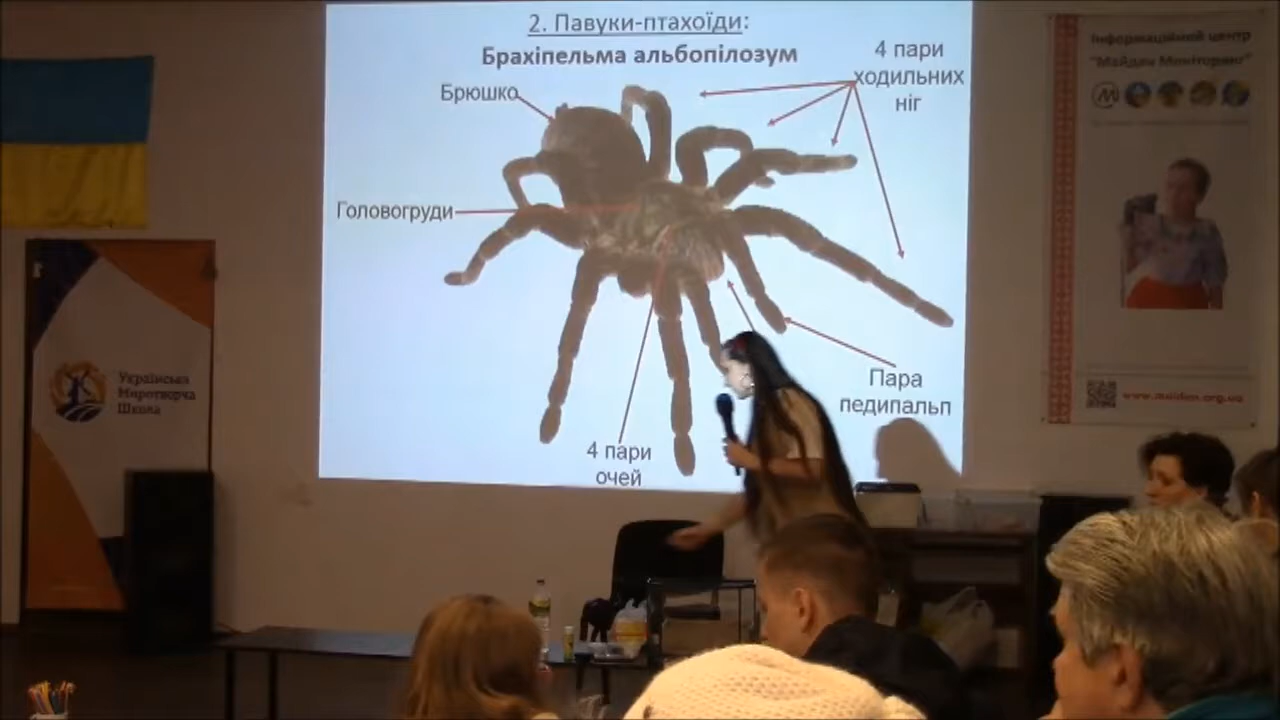 2. Павуки-птахоїди:
Брахіпельма альбопілозум
4 пари
ходильних
ніг
Брюшко
Головогруди
Пара
педипальп
4 пари
очей
Інформаційний центр
"Майдан Моніторинг"
www.maidan.org.ua
Українська
Миротворча
Школа